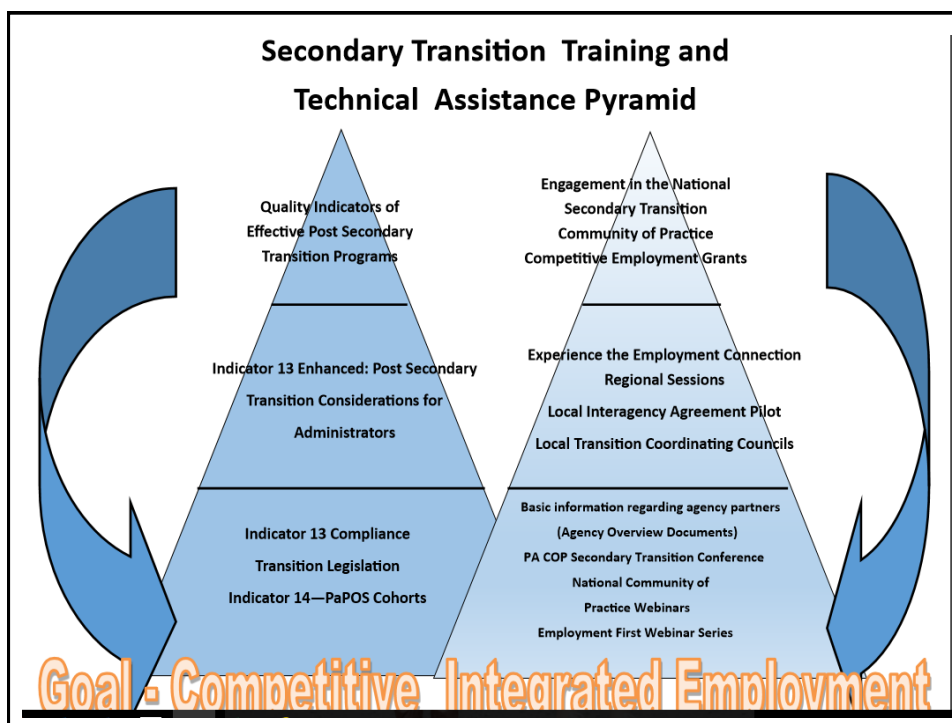 Secondary Transition Training and
Technical Assistance Pyramid
Quality Indicators of
Effective Post Secondary
Transition Programs
Indicator 13 Enhanced: Post Secondary
Transition Considerations for
Administrators
Indicator 13 Compliance
Transition Legislation
Indicator 14—PaPOS Cohorts
Engagement in the National
Secondary Transition
Community of Practice
Competitive Employment Grants
Experience the Employment Connection
Regional Sessions
Local Interagency Agreement Pilot
Local Transition Coordinating Councils
Basic information regarding agency partners
(Agency Overview Documents)
PA COP Secondary Transition Conference
National Community of
Practice Webinars
Employment First Webinar Series
Goal - Competitive Integrated Employment